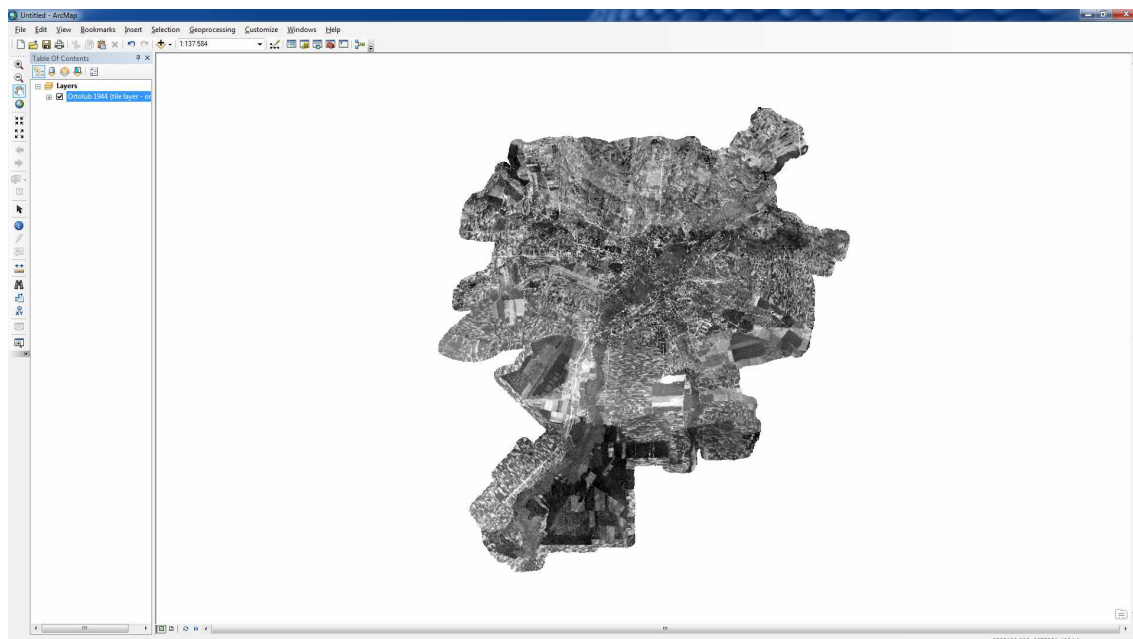 Untitled - ArcMap
File Edit View Bookmarks Insert Selection Geoprocessing Customize Windows Help
1:137 584
Table Of Contents
Layers
Ortolub 1944 (tile layer - or